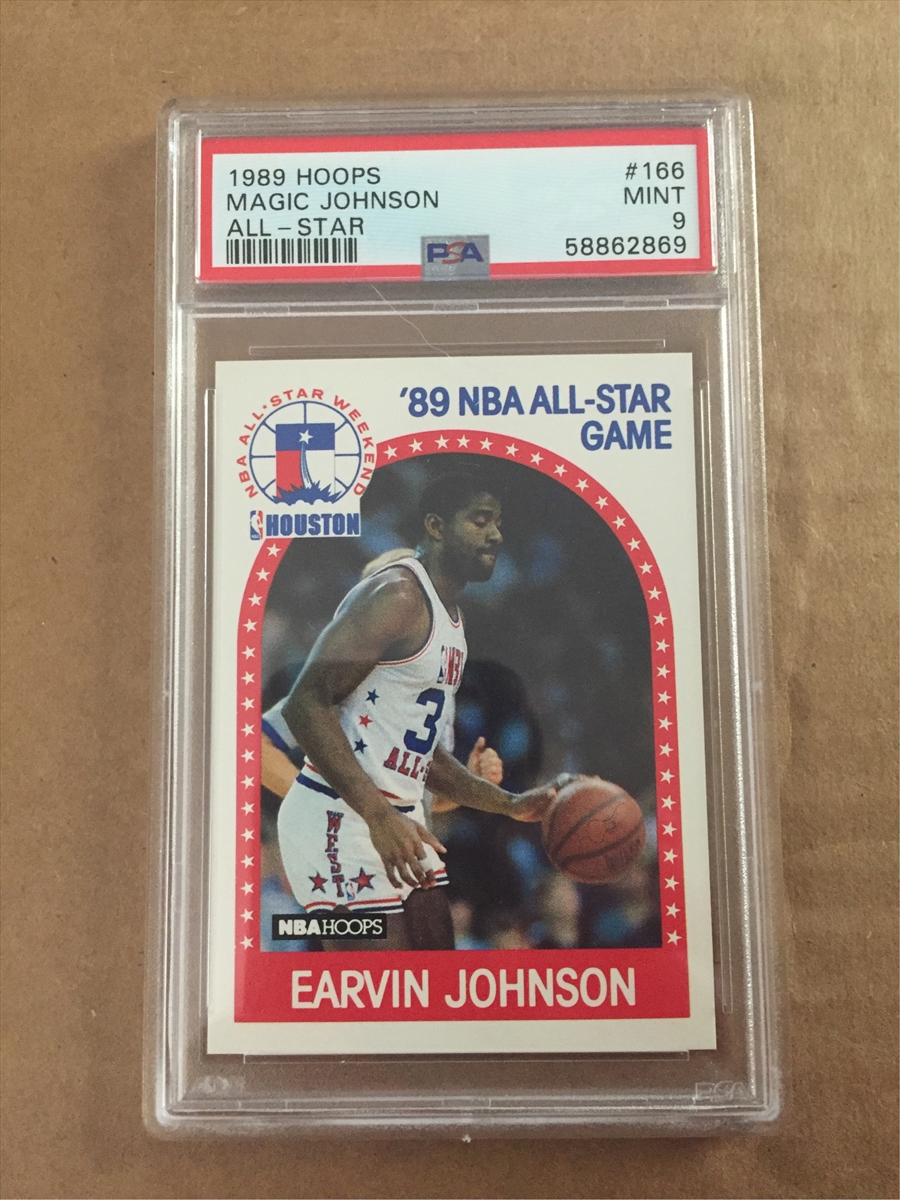 1989 HOOPS #166
MAGIC JOHNSON MINT
ALL-STAR 9
PSA 58862869
NBA ALL-STAR WEEKEND
HOUSTON
'89 NBA ALL-STAR
GAME
3
WEST
NBA HOOPS
EARVIN JOHNSON
PSA